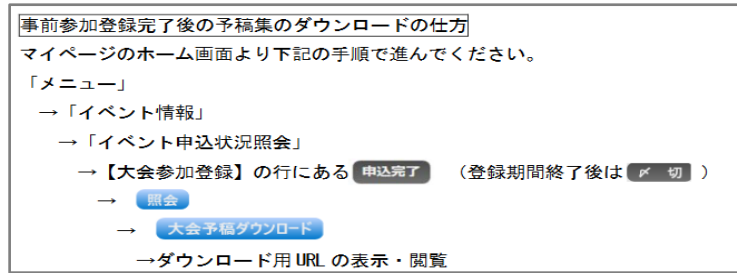 事前参加登録完了後の予稿集のダウンロードの仕方
マイページのホーム画面より下記の手順で進んでください。
「メニュー」
→「イベント情報」
→「イベント申込状況照会」
→【大会参加登録】の行にある 申込完了 （登録期間終了後は 〆 切 ）
→ 照会
→ 大会予稿ダウンロード
→ダウンロード用 URL の表示・閲覧